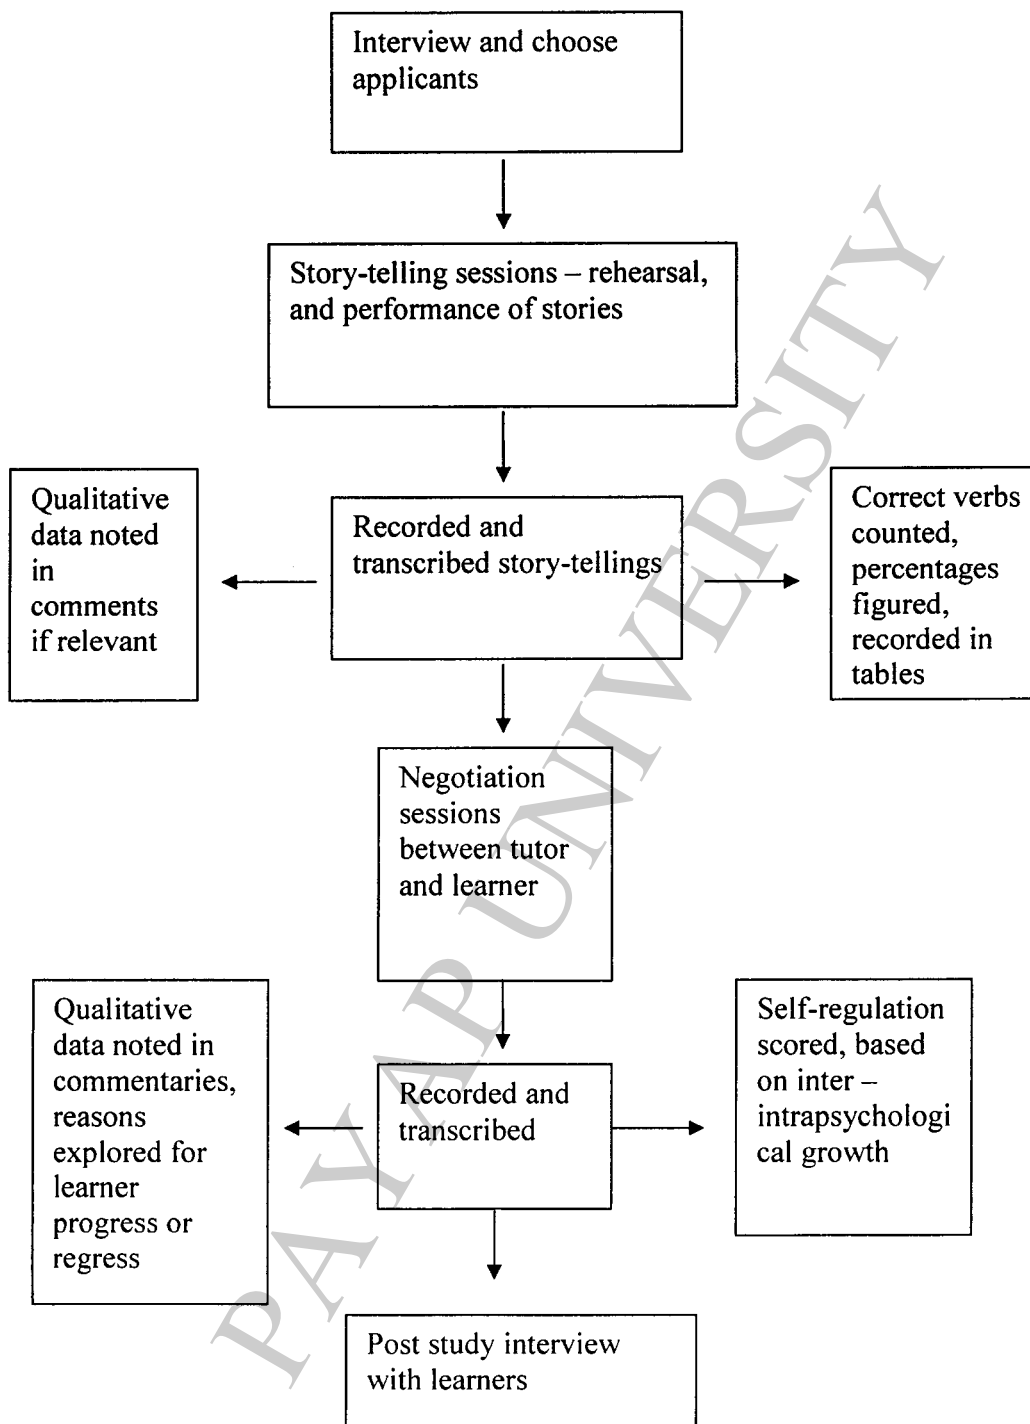 Interview and choose
applicants
Story-telling sessions – rehearsal,
and performance of stories
Qualitative
data noted
in
comments
if relevant
Recorded and
transcribed story-tellings
Correct verbs
counted,
percentages
figured,
recorded in
tables
Negotiation
sessions
between tutor
and learner
Qualitative
data noted in
commentaries,
reasons
explored for
learner
progress or
regress
Recorded and
transcribed
Self-regulation
scored, based
on inter –
intrapsychologi
cal growth
Post study interview
with learners
PAYAP UNIVERSITY